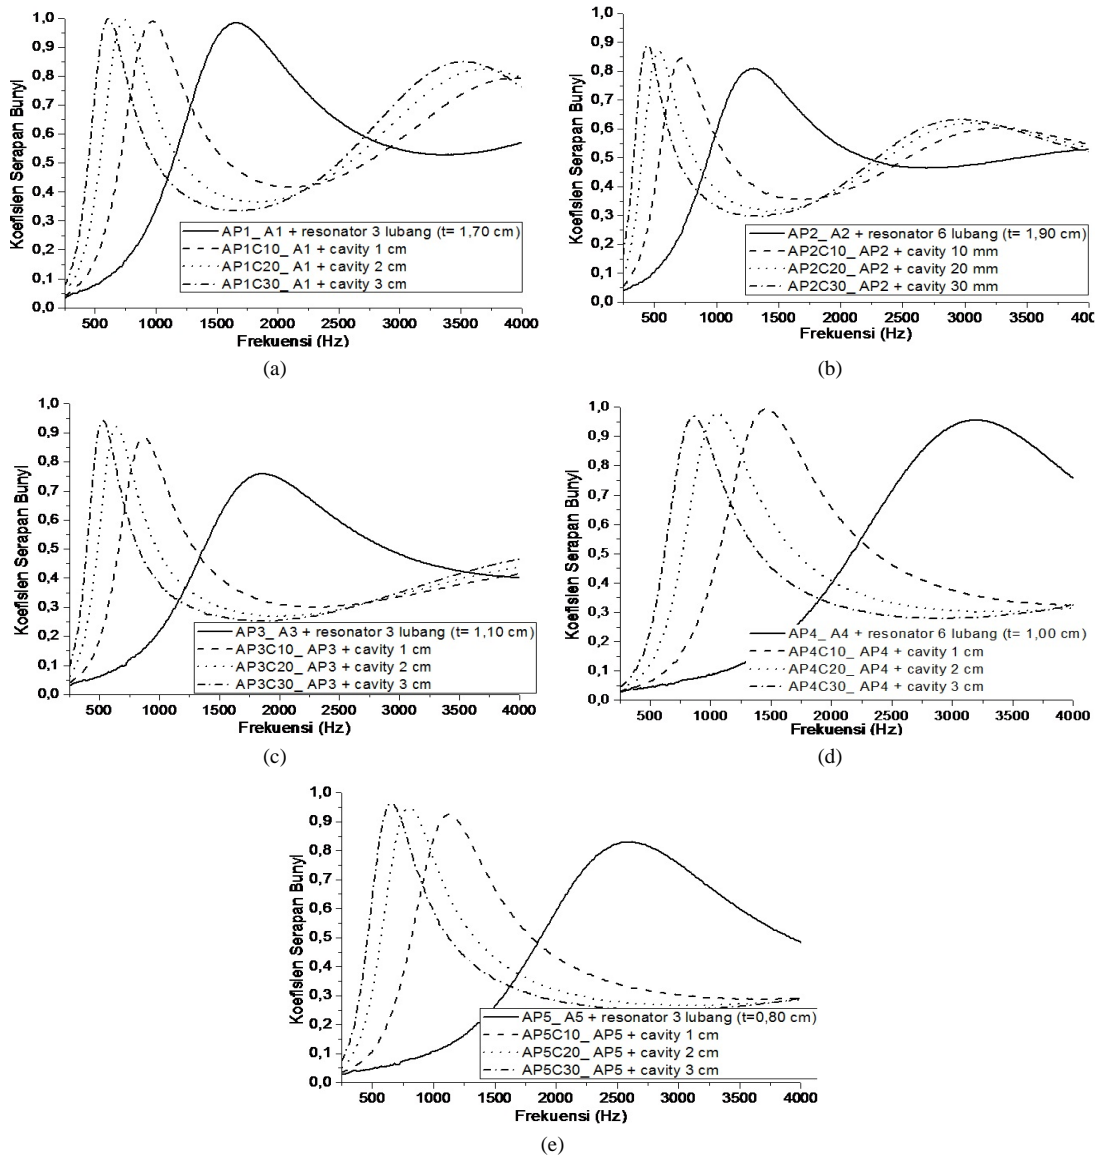 1,0
0,9
0,8
0,7
0,6
0,5
0,4
0,3
0,2
0,1
0,0
Koefisien Serapan Bunyi
AP1_ A1 + resonator 3 lubang (t= 1,70 cm)
AP1C10_ A1 + cavity 1 cm
AP1C20_ A1 + cavity 2 cm
AP1C30_ A1 + cavity 3 cm
500 1000 1500 2000 2500 3000 3500 4000
Frekuensi (Hz)
(a)
1,0
0,9
0,8
0,7
0,6
0,5
0,4
0,3
0,2
0,1
0,0
Koefisien Serapan Bunyi
AP2_ A2 + resonator 6 lubang (t= 1,90 cm)
AP2C10_ AP2 + cavity 10 mm
AP2C20_ AP2 + cavity 20 mm
AP2C30_ AP2 + cavity 30 mm
500 1000 1500 2000 2500 3000 3500 400
Frekuensi (Hz)
(b)
1,0
0,9
0,8
0,7
0,6
0,5
0,4
0,3
0,2
0,1
0,0
Koefisien Serapan Bunyi
AP3_ A3 + resonator 3 lubang (t= 1,10 cm)
AP3C10_ AP3 + cavity 1 cm
AP3C20_ AP3 + cavity 2 cm
AP3C30_ AP3 + cavity 3 cm
500 1000 1500 2000 2500 3000 3500 4000
Frekuensi (Hz)
(c)
1,0
0,9
0,8
0,7
0,6
0,5
0,4
0,3
0,2
0,1
0,0
Koefisien Serapan Bunyi
AP4_ A4 + resonator 6 lubang (t= 1,00 cm)
AP4C10_ AP4 + cavity 1 cm
AP4C20_ AP4 + cavity 2 cm
AP4C30_ AP4 + cavity 3 cm
500 1000 1500 2000 2500 3000 3500 4000
Frekuensi (Hz)
(d)
1,0
0,9
0,8
0,7
0,6
0,5
0,4
0,3
0,2
0,1
0,0
Koefisien Serapan Bunyi
AP5_ A5 + resonator 3 lubang (t=0,80 cm)
AP5C10_ AP5 + cavity 1 cm
AP5C20_ AP5 + cavity 2 cm
AP5C30_ AP5 + cavity 3 cm
500 1000 1500 2000 2500 3000 3500 4000
Frekuensi (Hz)
(e)